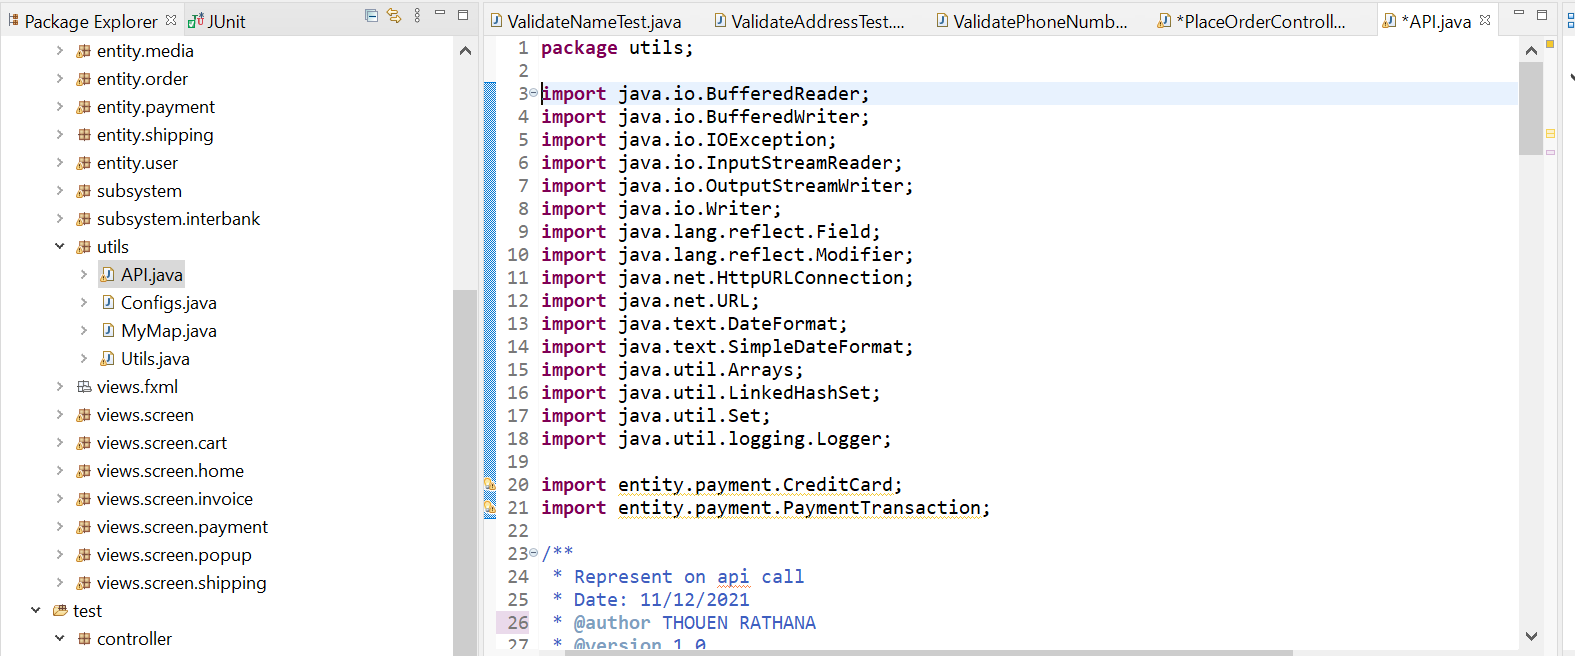 Package Explorer
JUnit
ValidateNameTest.java
ValidateAddressTest....
ValidatePhoneNumb...
*PlaceOrderControll...
*API.java
entity.media
entity.order
entity.payment
entity.shipping
entity.user
subsystem
subsystem.interbank
utils
API.java
Configs.java
MyMap.java
Utils.java
views.fxml
views.screen
views.screen.cart
views.screen.home
views.screen.invoice
views.screen.payment
views.screen.popup
views.screen.shipping
test
controller
1 package utils;
2
3 import java.io.BufferedReader;
4 import java.io.BufferedWriter;
5 import java.io.IOException;
6 import java.io.InputStreamReader;
7 import java.io.OutputStreamWriter;
8 import java.io.Writer;
9 import java.lang.reflect.Field;
10 import java.lang.reflect.Modifier;
11 import java.net.HttpURLConnection;
12 import java.net.URL;
13 import java.text.DateFormat;
14 import java.text.SimpleDateFormat;
15 import java.util.Arrays;
16 import java.util.LinkedHashSet;
17 import java.util.Set;
18 import java.util.logging.Logger;
19
20 import entity.payment.CreditCard;
21 import entity.payment.PaymentTransaction;
22
23 /**
24 * Represent on api call
25 * Date: 11/12/2021
26 * @author THOUEN RATHANA
27 * @version 1.0